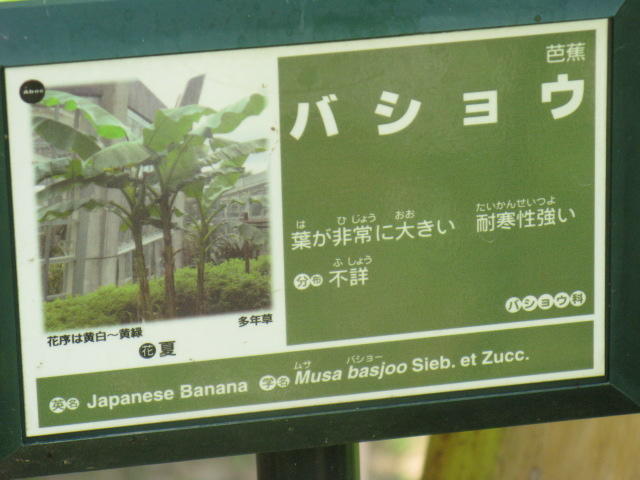 Aboc
芭蕉
バショウ
は ひじょう おお たいかんせいつよ
葉が非常に大きい 耐寒性強い
ふしょう
分布 不詳
バショウ科
花序は黄白〜黄緑 多年草
花 夏
ムサ バショー
英名 Japanese Banana 学名 Musa basjoo Sieb. et Zucc.